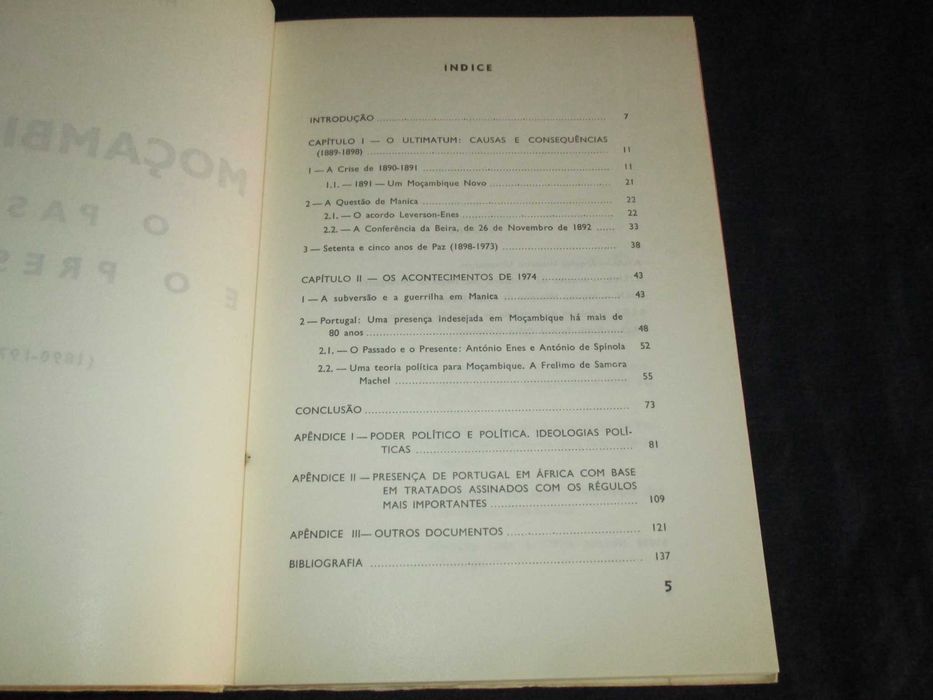 INDICE
INTRODUÇÃO ........ 7
CAPÍTULO I — O ULTIMATUM: CAUSAS E CONSEQUÊNCIAS
(1889-1898) ........ 11
1 — A Crise de 1890-1891 ........ 11
1.1. — 1891 — Um Moçambique Novo ........ 21
2 — A Questão de Manica ........ 22
2.1. — O acordo Leverson-Enes ........ 22
2.2. — A Conferência da Beira, de 26 de Novembro de 1892 ...... 33
3 — Setenta e cinco anos de Paz (1898-1973) ........ 38
CAPÍTULO II — OS ACONTECIMENTOS DE 1974 ........ 43
1 — A subversão e a guerrilha em Manica ........ 43
2 — Portugal: Uma presença indesejada em Moçambique há mais de
80 anos ........ 48
2.1. — O Passado e o Presente: António Enes e António de Spínola 52
2.2. — Uma teoria política para Moçambique. A Frelimo de Samora
Machel ........ 55
CONCLUSÃO ........ 73
APÊNDICE I — PODER POLÍTICO E POLÍTICA. IDEOLOGIAS POLÍ-
TICAS ........ 81
APÊNDICE II — PRESENÇA DE PORTUGAL EM ÁFRICA COM BASE
EM TRATADOS ASSINADOS COM OS RÉGULOS
MAIS IMPORTANTES ........ 109
APÊNDICE III— OUTROS DOCUMENTOS ........ 121
BIBLIOGRAFIA ........ 137
5
MOÇAMBI
O PAS
E O PRES
(1890-197